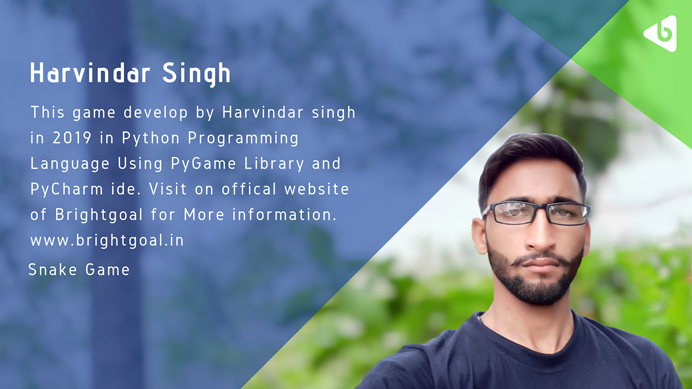 Harvindar Singh
This game develop by Harvindar singh
in 2019 in Python Programming
Language Using PyGame Library and
PyCharm ide. Visit on offical website
of Brightgoal for More information.
www.brightgoal.in
Snake Game
b